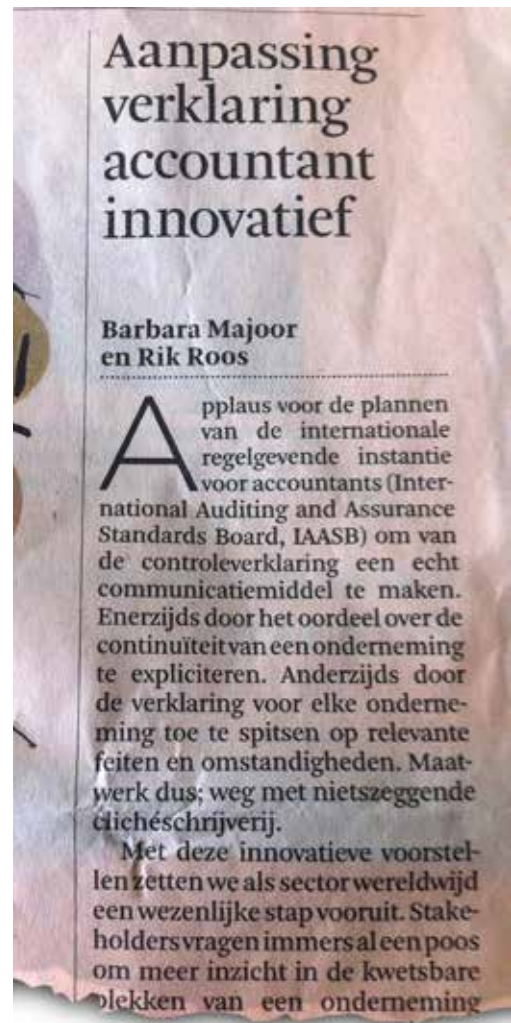 Aanpassing
verklaring
accountant
innovatief
Barbara Majoor
en Rik Roos
Applaus voor de plannen
van de internationale
regelgevende instantie
voor accountants (Inter-
national Auditing and Assurance
Standards Board, IAASB) om van
de controleverklaring een echt
communicatiemiddel te maken.
Enerzijds door het oordeel over de
continuïteit van een onderneming
te expliciteren. Anderzijds door
de verklaring voor elke onderne-
ming toe te spitsen op relevante
feiten en omstandigheden. Maat-
werk dus; weg met nietszeggende
clichéschrijverij.
Met deze innovatieve voorstel-
len zetten we als sector wereldwijd
een wezenlijke stap vooruit. Stake-
holders vragen immers al een poos
om meer inzicht in de kwetsbare
plekken van een onderneming